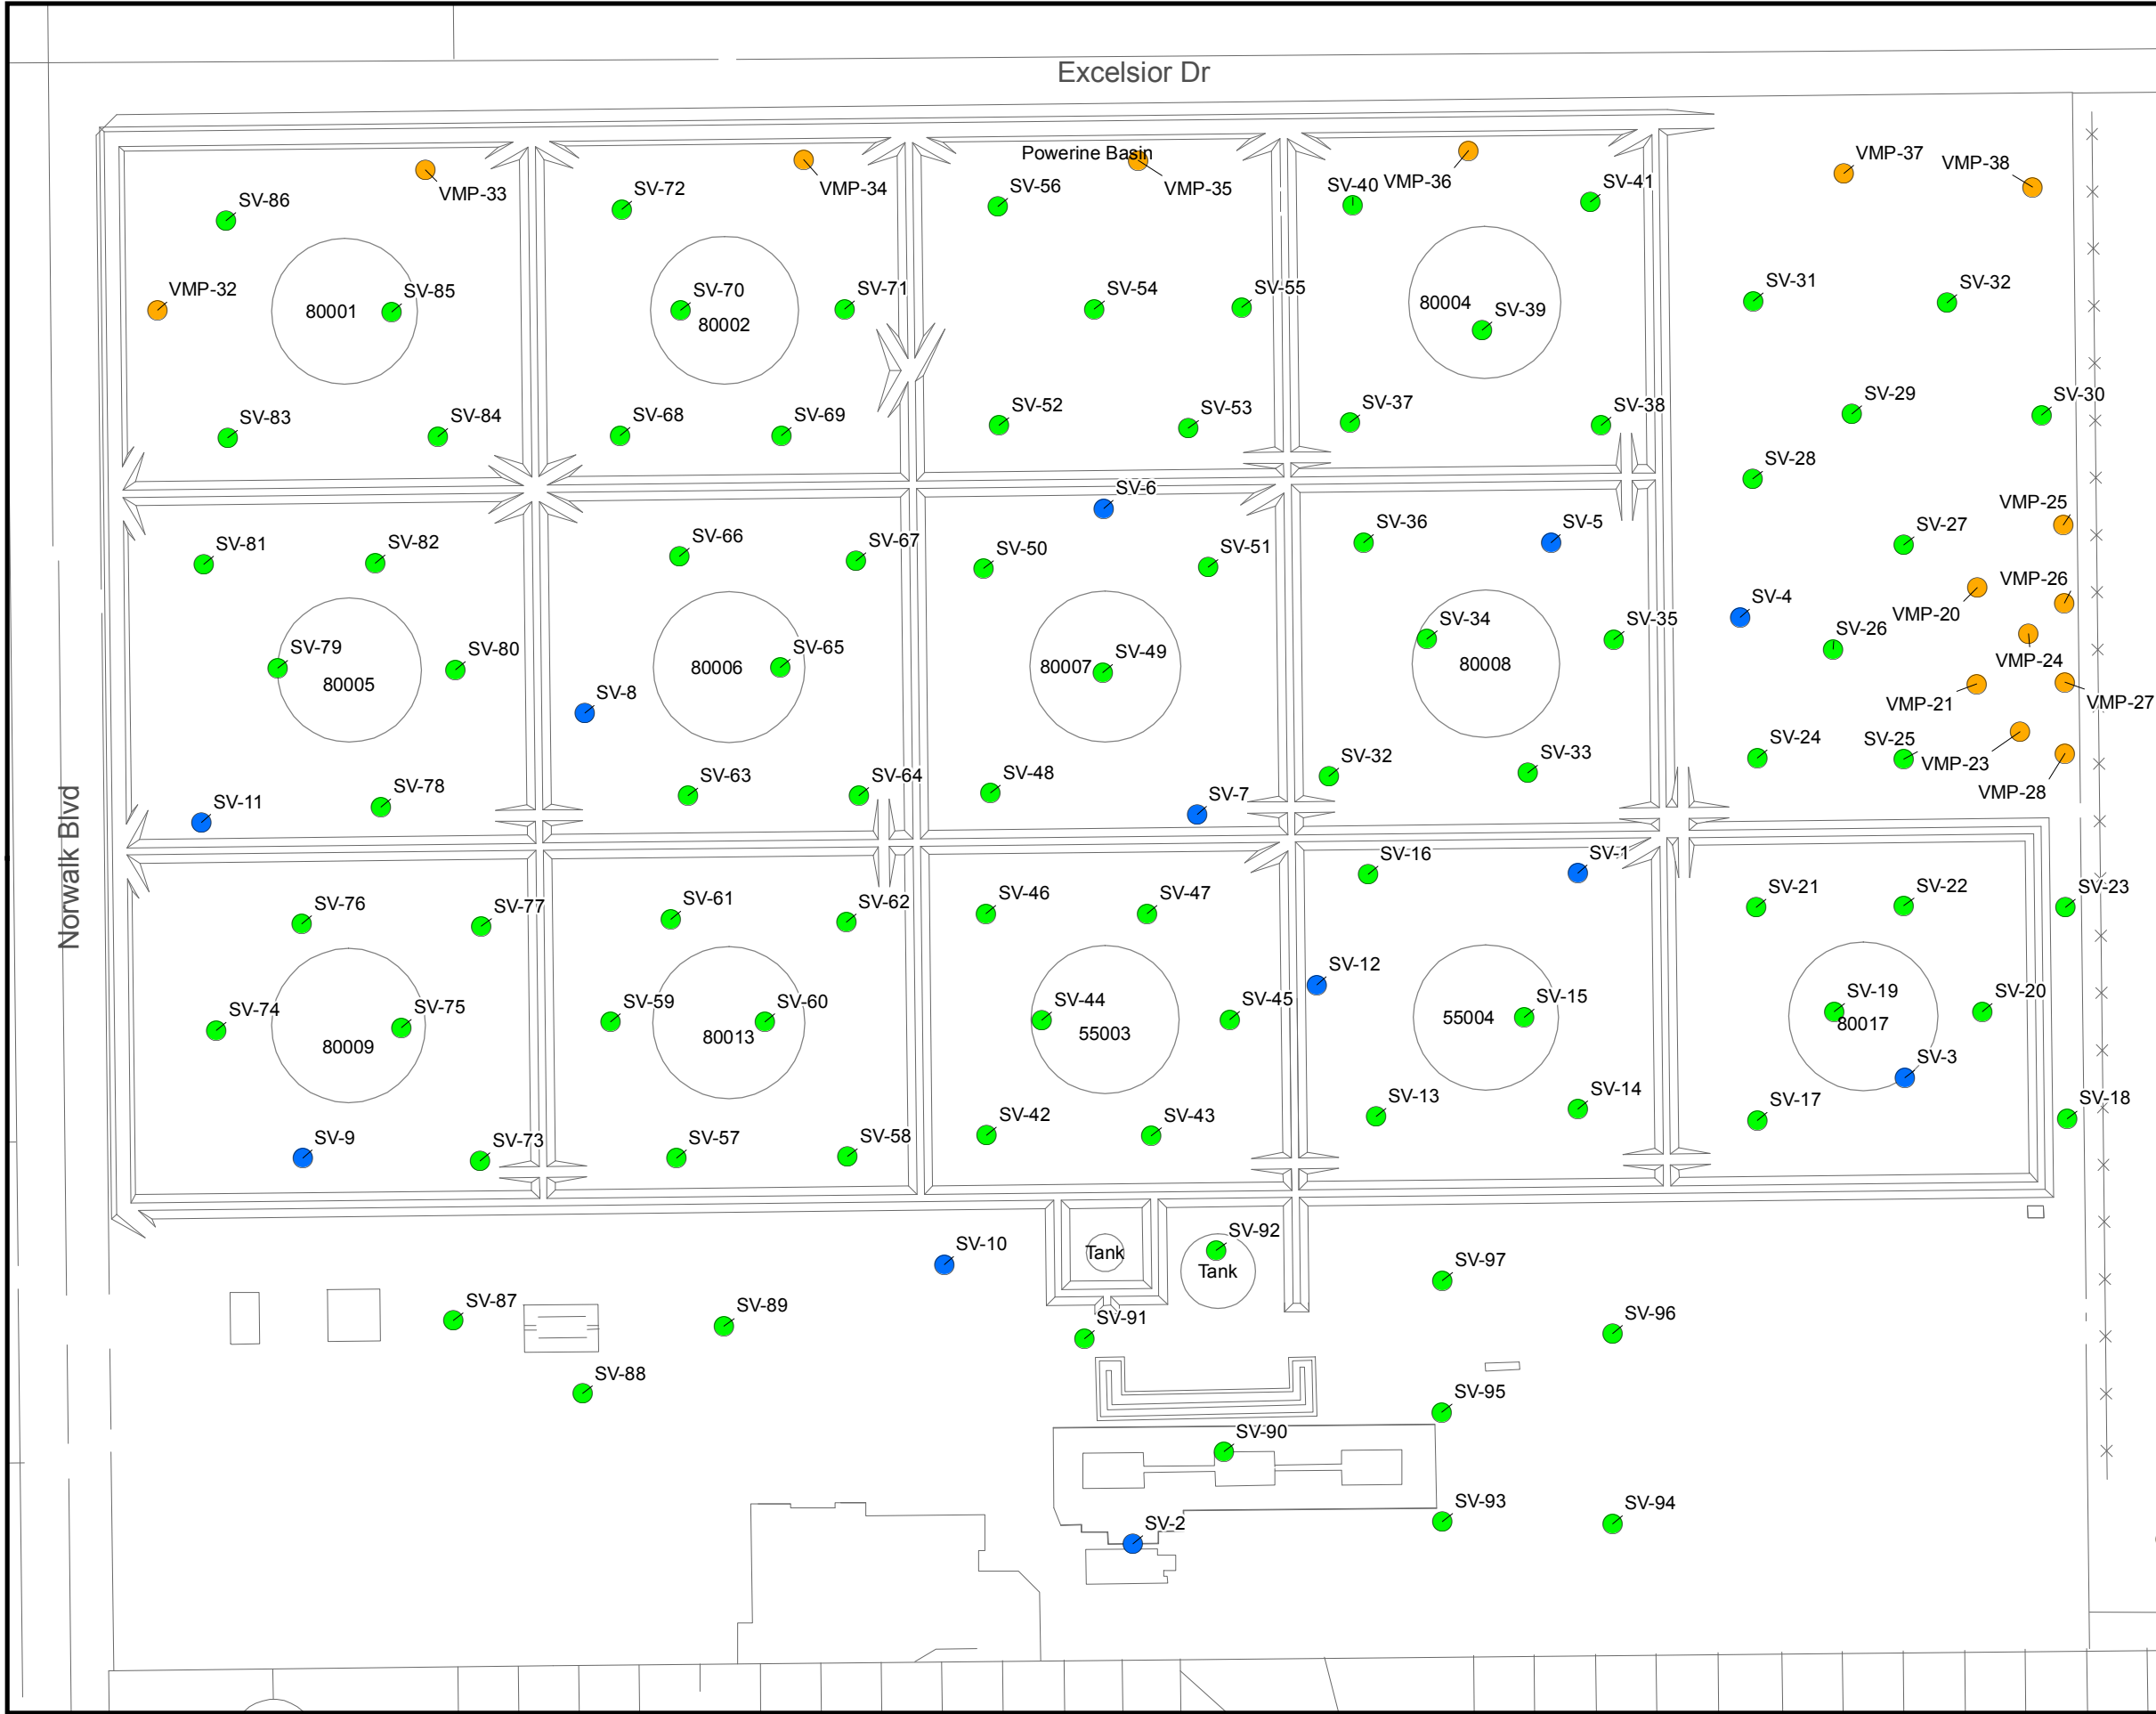 Excelsior Dr
Powerine Basin
VMP-33
VMP-34
VMP-35
VMP-36
VMP-37
VMP-38
SV-86
SV-72
SV-56
SV-40
SV-41
VMP-32
SV-85
80001
SV-70
80002
SV-71
SV-54
SV-55
80004
SV-39
SV-31
SV-32
SV-83
SV-84
SV-68
SV-69
SV-52
SV-53
SV-37
SV-38
SV-29
SV-30
SV-28
SV-6
VMP-25
SV-81
SV-82
SV-66
SV-67
SV-50
SV-51
SV-36
SV-5
SV-27
VMP-26
VMP-20
SV-4
SV-26
SV-79
80005
SV-80
80006
SV-65
80007
SV-49
SV-34
80008
SV-35
VMP-24
VMP-21
VMP-27
SV-8
SV-24
SV-25
VMP-23
VMP-28
SV-11
SV-78
SV-63
SV-64
SV-48
SV-7
SV-32
SV-33
Norwalk Blvd
SV-16
SV-1
SV-76
SV-77
SV-61
SV-62
SV-46
SV-47
SV-21
SV-22
SV-23
SV-12
SV-74
SV-75
80009
SV-59
SV-60
80013
SV-44
55003
SV-45
55004
SV-15
SV-19
80017
SV-20
SV-3
SV-9
SV-73
SV-57
SV-58
SV-42
SV-43
SV-13
SV-14
SV-17
SV-18
SV-10
Tank
SV-92
Tank
SV-97
SV-87
SV-89
SV-91
SV-96
SV-88
SV-95
SV-90
SV-93
SV-94
SV-2